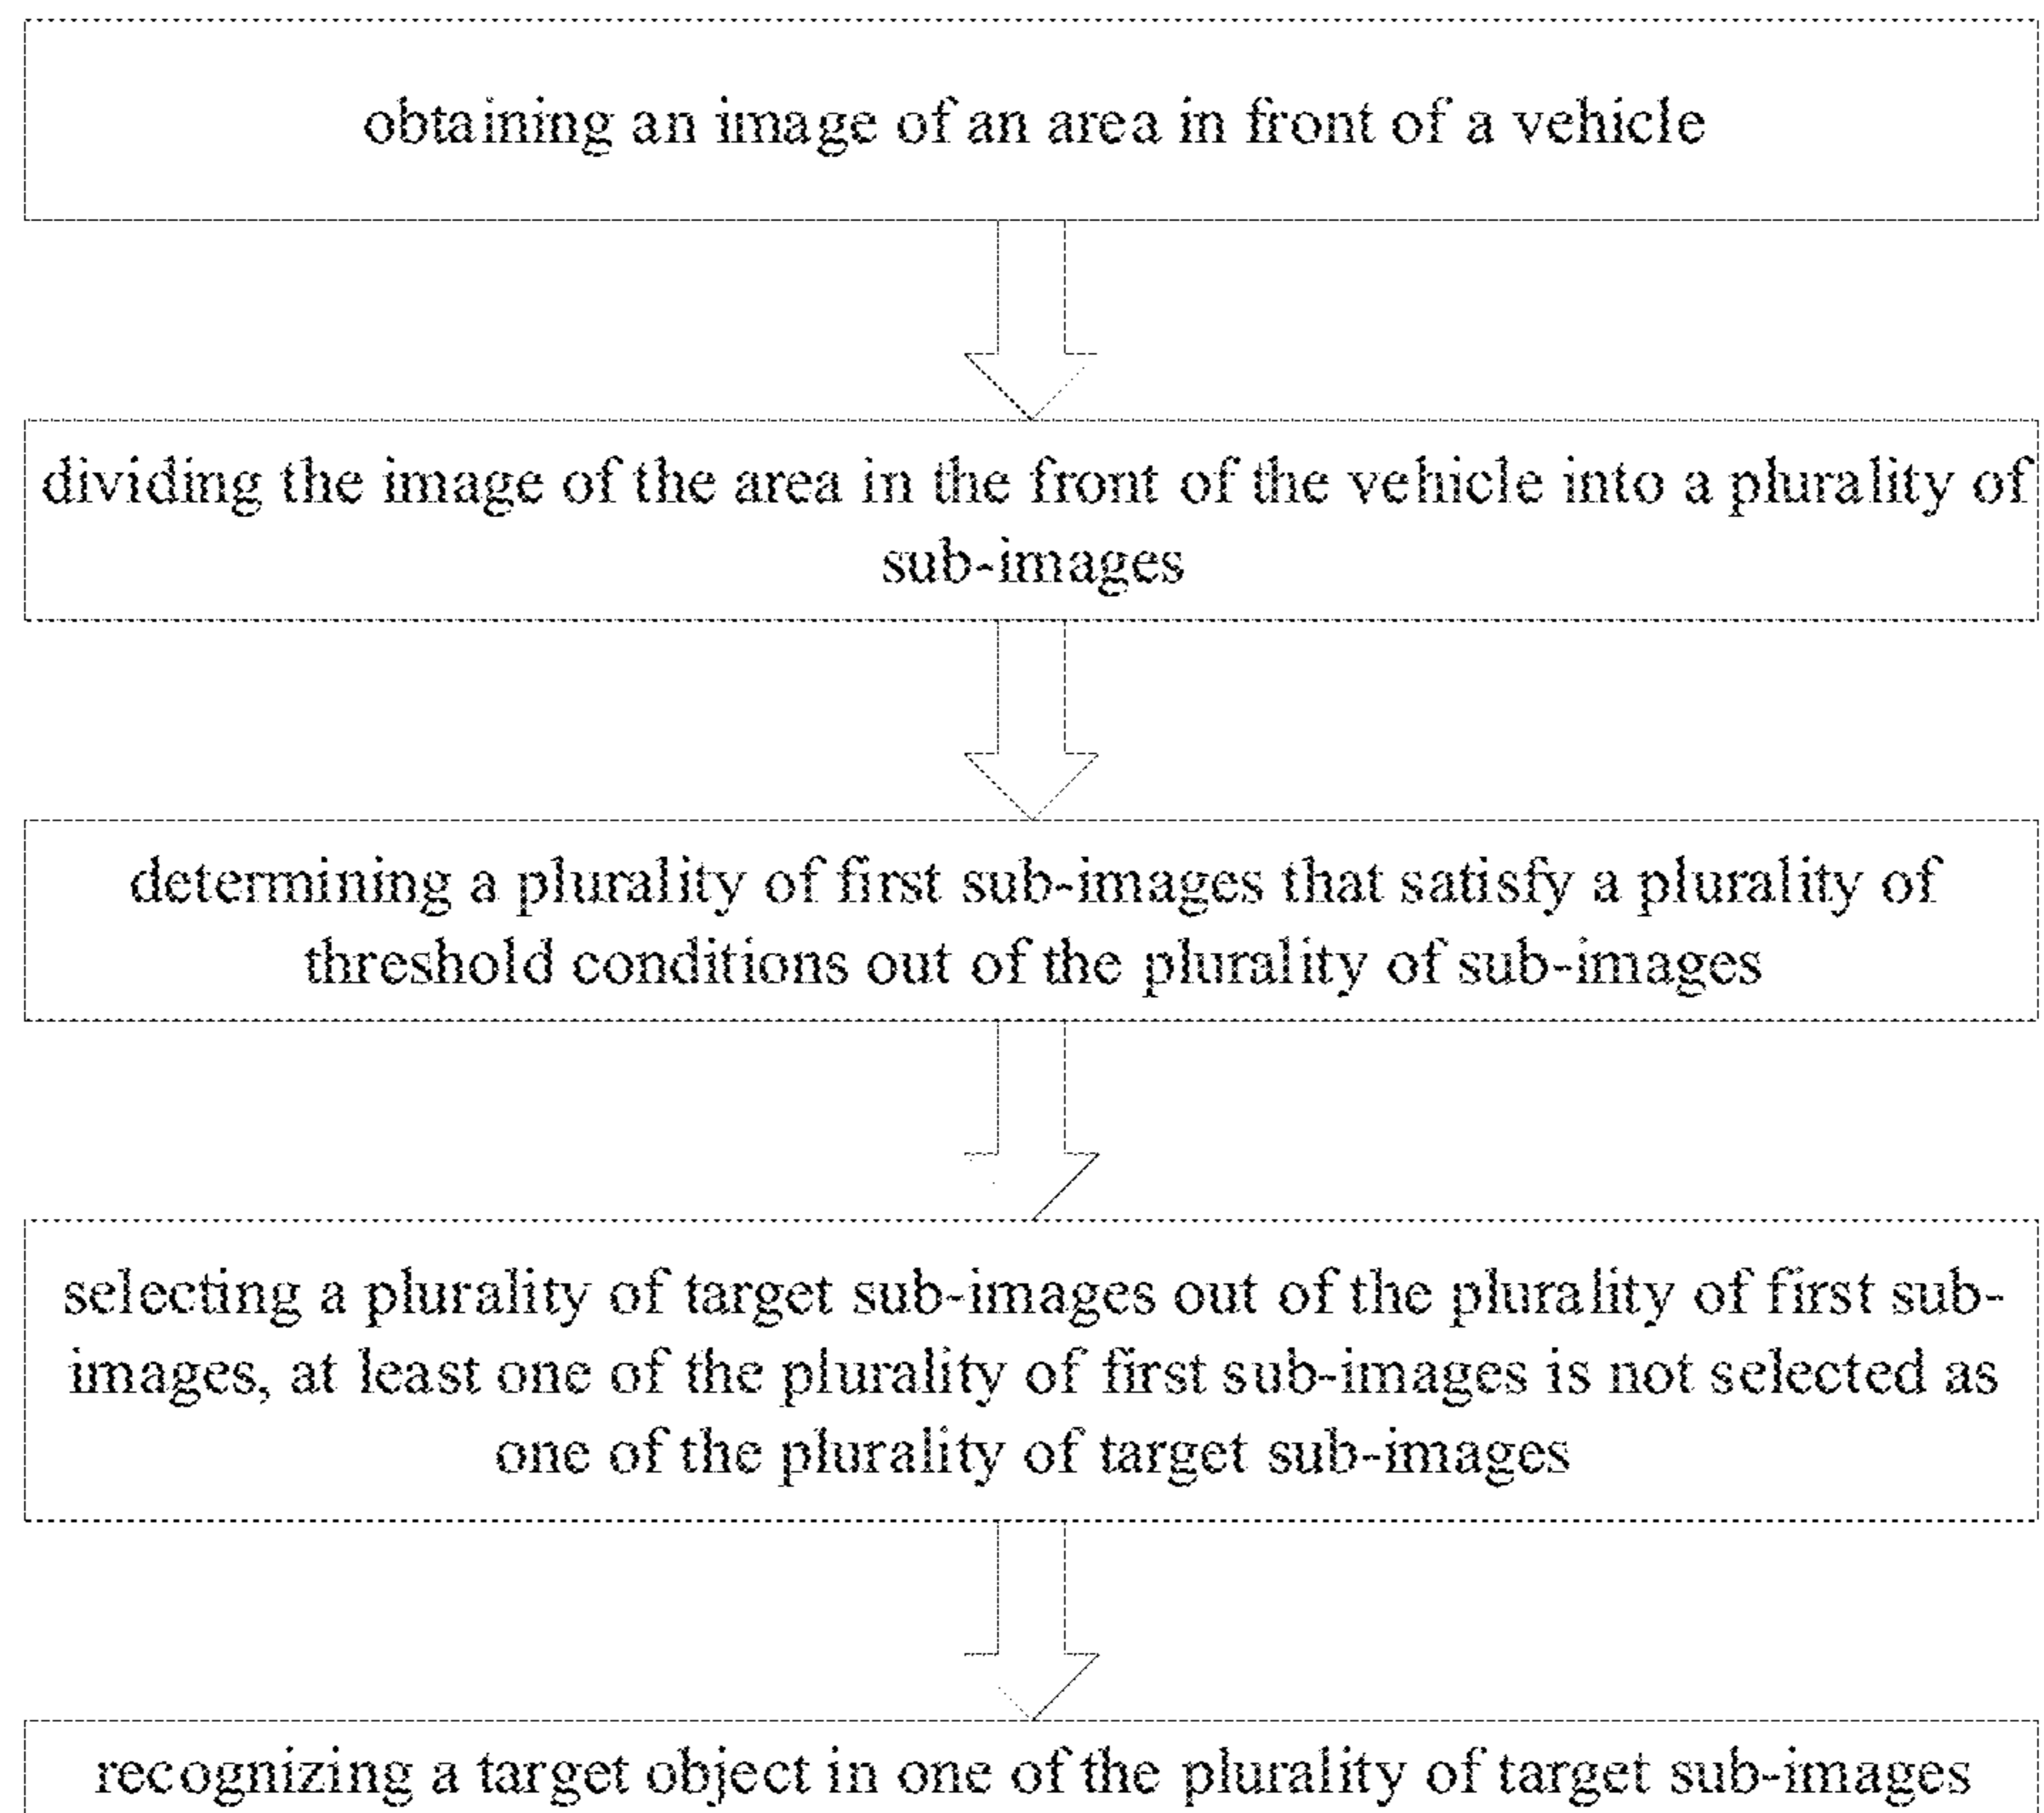 obtaining an image of an area in front of a vehicle
dividing the image of the area in the front of the vehicle into a plurality of
sub-images
determining a plurality of first sub-images that satisfy a plurality of
threshold conditions out of the plurality of sub-images
selecting a plurality of target sub-images out of the plurality of first sub-
images, at least one of the plurality of first sub-images is not selected as
one of the plurality of target sub-images
recognizing a target object in one of the plurality of target sub-images